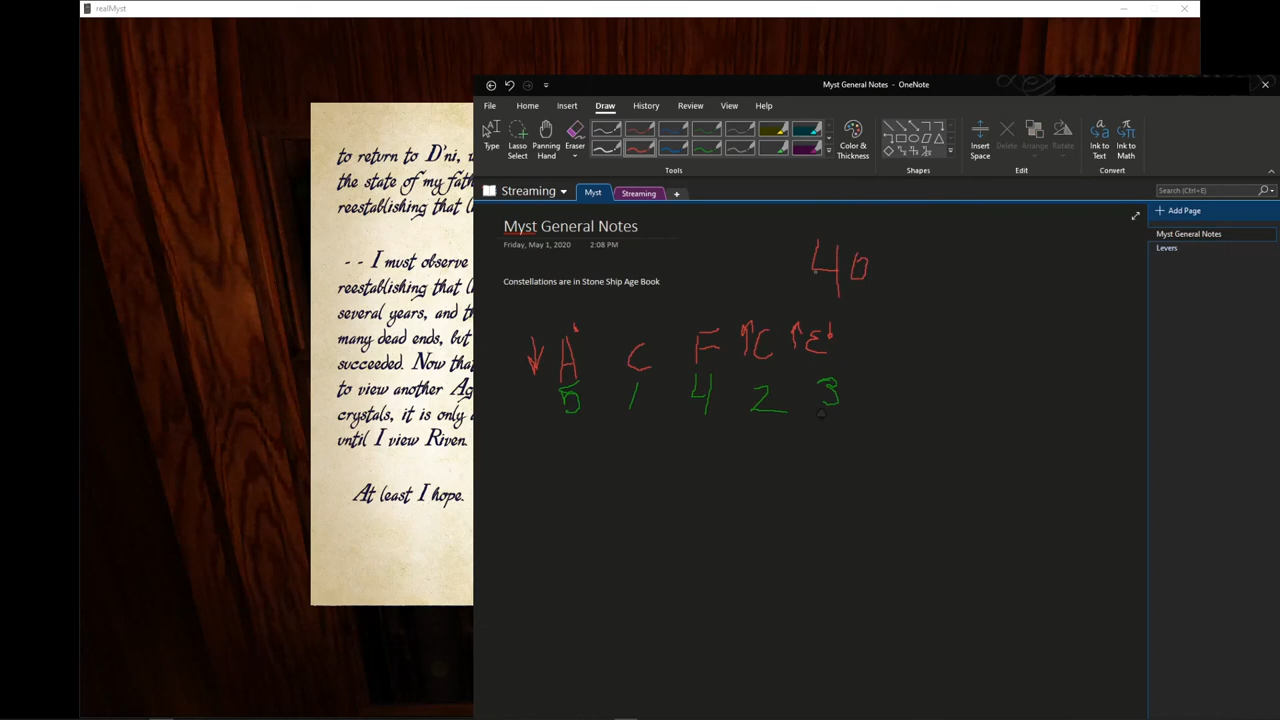 realMyst
to return to D'ni,
the state of my fath
reestablishing that
-- I must observe
reestablishing that
several years, and
many dead ends, but
succeeded. Now tha
to view another Ag
crystals, it is only
until I view Riven.
At least I hope.
Myst General Notes - OneNote
File Home Insert Draw History Review View Help
Type Lasso Select Panning Hand Eraser Color & Thickness Insert Space Delete Arrange Rotate Ink to Text Ink to Math
Tools Shapes Edit Convert
Streaming Myst Streaming Search (Ctrl+E)
Add Page
Myst General Notes
Levers
Myst General Notes
Friday, May 1, 2020 2:08 PM
Constellations are in Stone Ship Age Book
40
↓ A C F ↑C ↑E
5 1 4 2 3